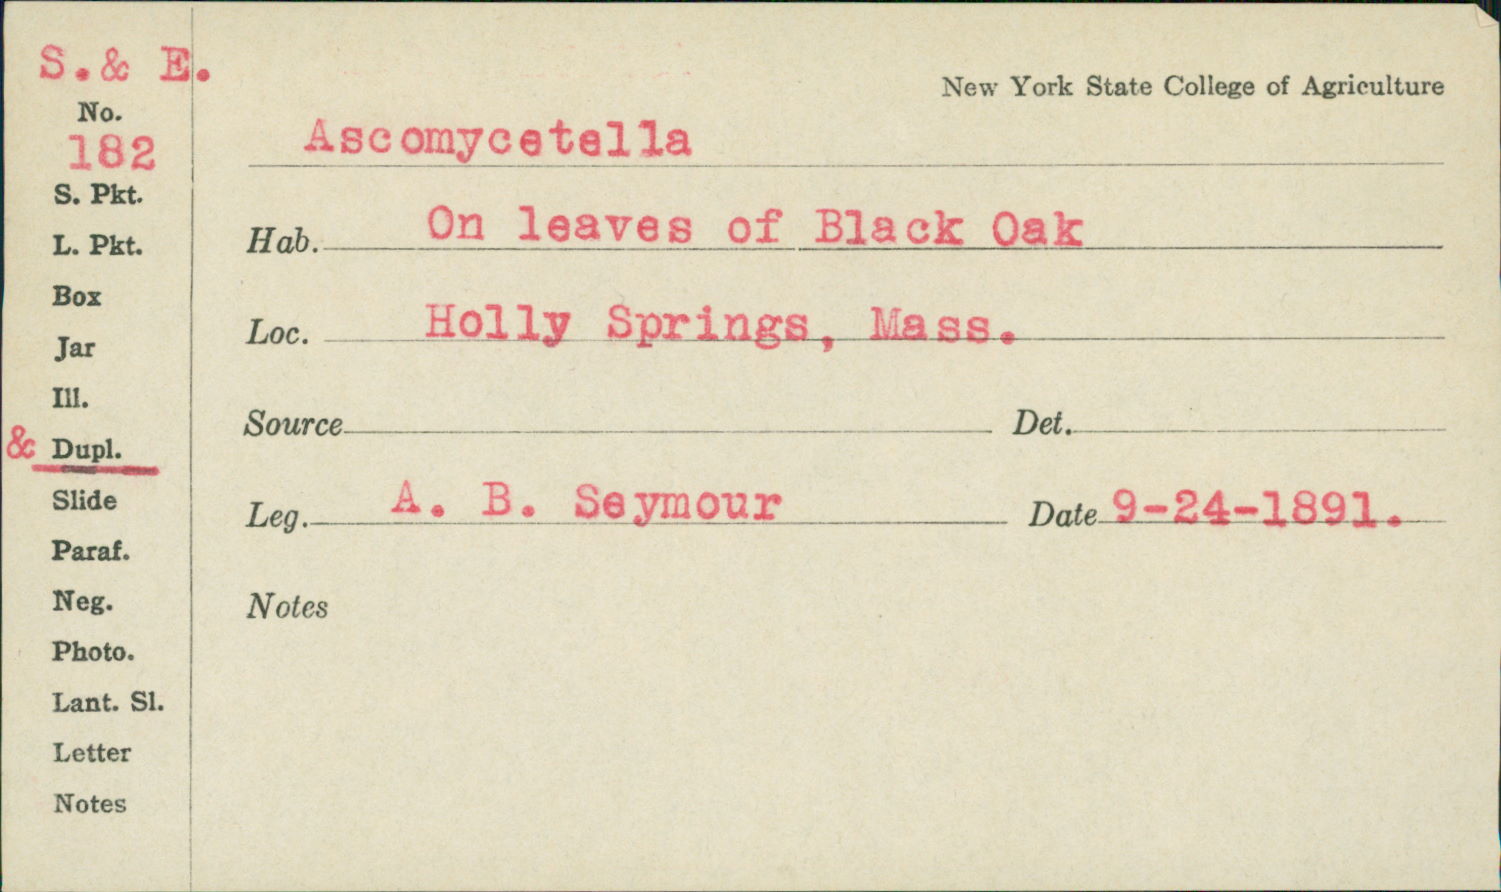 S.& E.
New York State College of Agriculture
No.
182
Ascomycetella
S. Pkt.
Hab. On leaves of Black Oak
L. Pkt.
Box
Loc. Holly Springs, Mass.
Jar
Ill.
Source Det.
& Dupl.
Slide
Leg. A. B. Seymour Date 9-24-1891.
Paraf.
Neg.
Notes
Photo.
Lant. Sl.
Letter
Notes